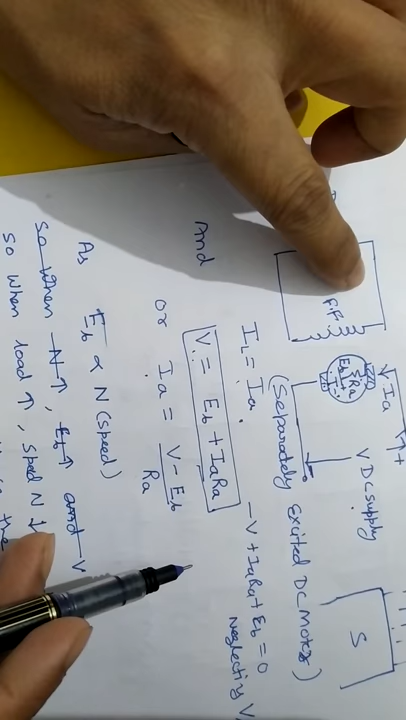 F.F
Eb
Ra
Ia
+
V DC supply
S
(Separately Excited DC Motor)
IL = Ia.
-V + IaRa + Eb = 0
neglecting V
And
V = Eb + IaRa
or Ia = V - Eb
Ra
As Eb ∝ N (Speed)
So When N↑, Eb↑ and V
So when load ↑, Speed N ↓